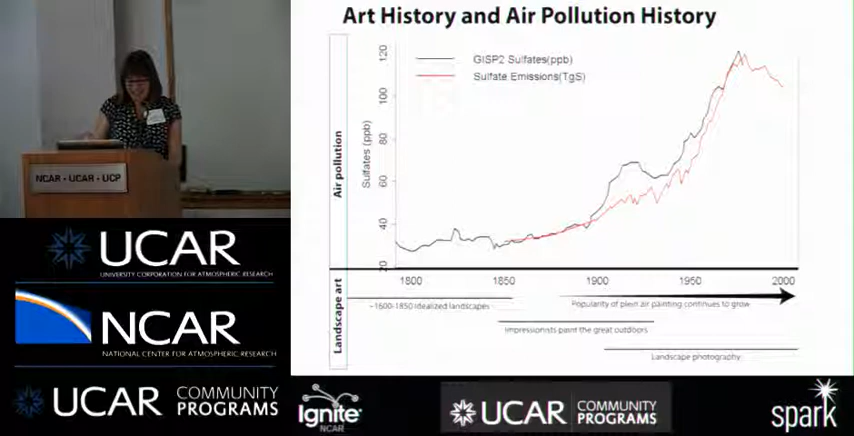 Art History and Air Pollution History
GISP2 Sulfates(ppb)
Sulfate Emissions(TgS)
Air pollution
Sulfates (ppb)
120
100
80
60
40
20
1800
1850
1900
1950
2000
Landscape art
~1600-1850 Idealized landscapes
Popularity of plein air painting continues to grow
Impressionists paint the great outdoors
Landscape photography
NCAR • UCAR • UCP
UCAR
UNIVERSITY CORPORATION FOR ATMOSPHERIC RESEARCH
NCAR
NATIONAL CENTER FOR ATMOSPHERIC RESEARCH
UCAR
COMMUNITY
PROGRAMS
Ignite
NCAR
UCAR
COMMUNITY
PROGRAMS
spark